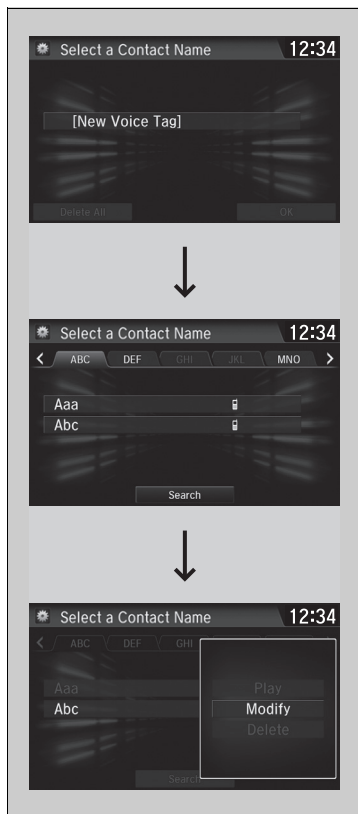 Select a Contact Name 12:34
[New Voice Tag]
Delete All OK
Select a Contact Name 12:34
ABC DEF GHI JKL MNO
Aaa
Abc
Search
Select a Contact Name 12:34
ABC DEF GHI
Aaa
Abc
Play
Modify
Delete
Search